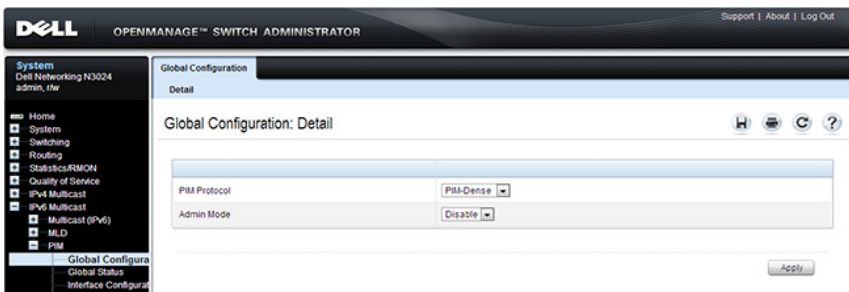 Support | About | Log Out
DELL OPENMANAGE™ SWITCH ADMINISTRATOR
System
Dell Networking N3024
admin, r/w
Home
System
Switching
Routing
Statistics/RMON
Quality of Service
IPv4 Multicast
IPv6 Multicast
Multicast (IPv6)
MLD
PIM
Global Configura
Global Status
Interface Configurat
Global Configuration
Detail
Global Configuration: Detail
?
PIM Protocol PIM-Dense
Admin Mode Disable
Apply